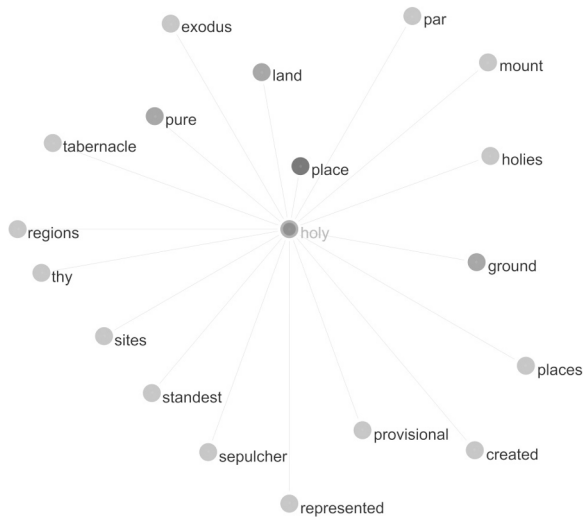 par
exodus
mount
land
pure
tabernacle
holies
place
regions
holy
ground
thy
sites
places
standest
provisional
sepulcher
created
represented